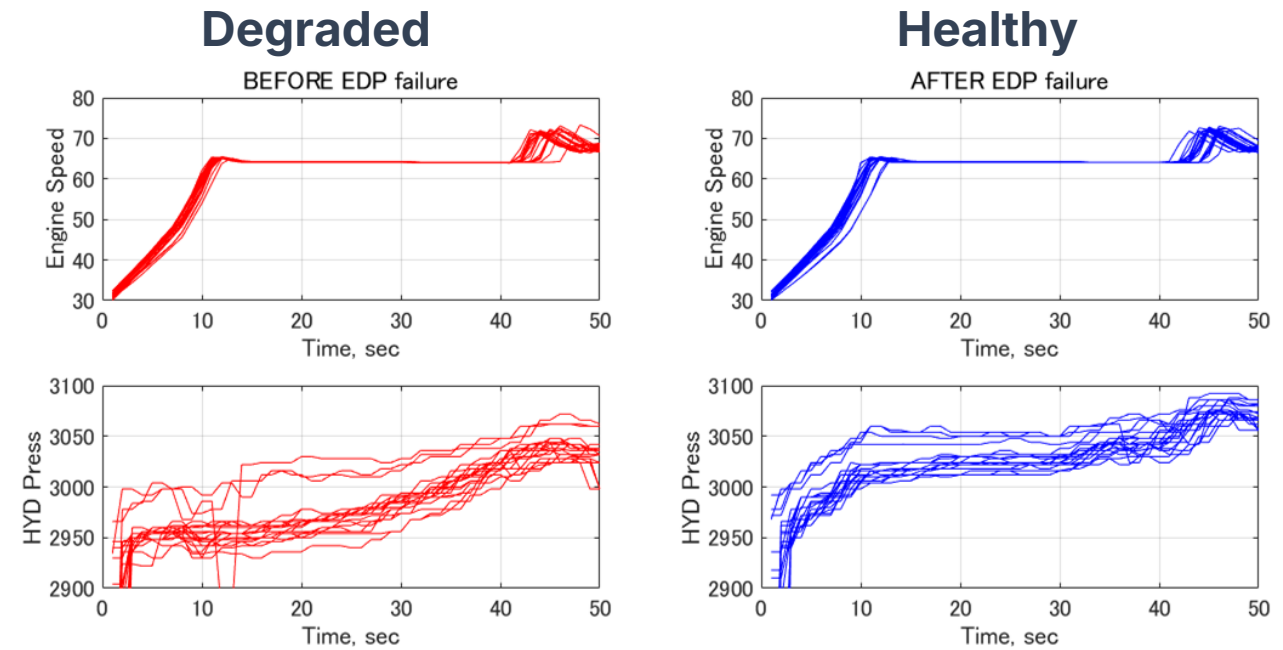 Degraded
Healthy
BEFORE EDP failure
AFTER EDP failure
80
70
60
50
40
30
Engine Speed
0 10 20 30 40 50
Time, sec
80
70
60
50
40
30
Engine Speed
0 10 20 30 40 50
Time, sec
3100
3050
3000
2950
2900
HYD Press
0 10 20 30 40 50
Time, sec
3100
3050
3000
2950
2900
HYD Press
0 10 20 30 40 50
Time, sec